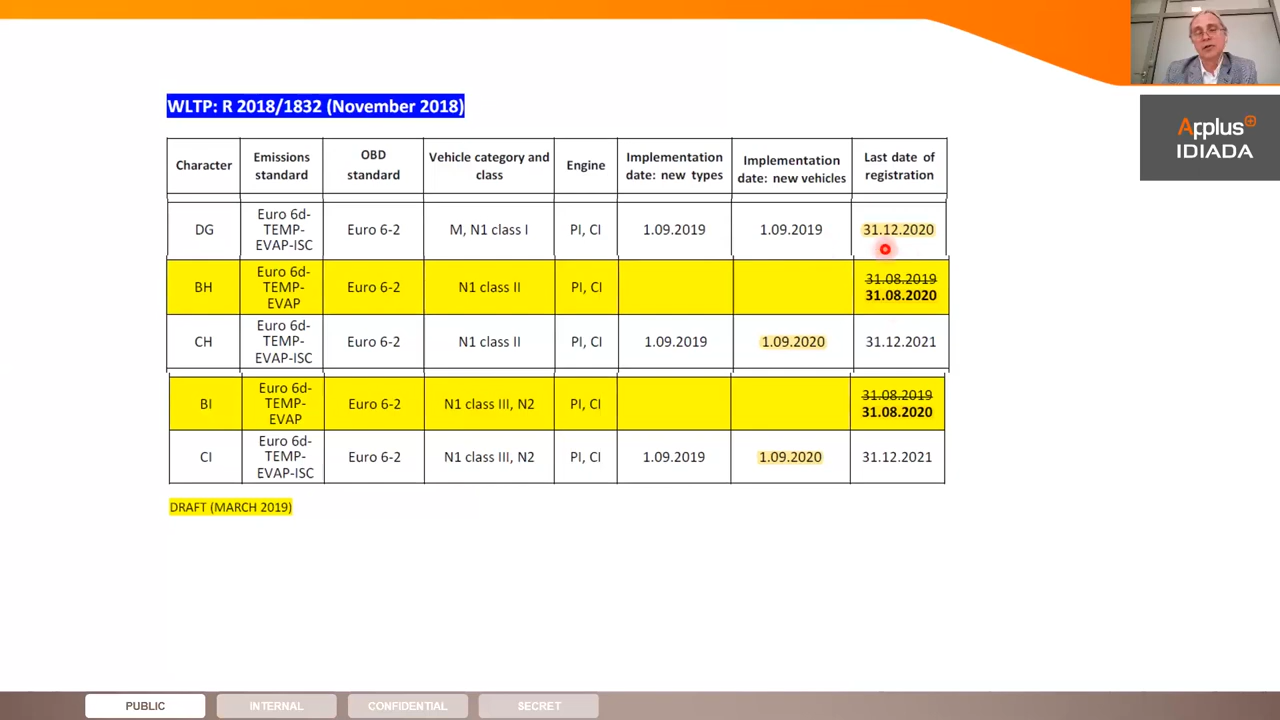 WLTP: R 2018/1832 (November 2018)
Applus+
IDIADA
Character Emissions standard OBD standard Vehicle category and class Engine Implementation date: new types Implementation date: new vehicles Last date of registration
DG Euro 6d-TEMP-EVAP-ISC Euro 6-2 M, N1 class I PI, CI 1.09.2019 1.09.2019 31.12.2020
BH Euro 6d-TEMP-EVAP Euro 6-2 N1 class II PI, CI 31.08.2019 31.08.2020
CH Euro 6d-TEMP-EVAP-ISC Euro 6-2 N1 class II PI, CI 1.09.2019 1.09.2020 31.12.2021
BI Euro 6d-TEMP-EVAP Euro 6-2 N1 class III, N2 PI, CI 31.08.2019 31.08.2020
CI Euro 6d-TEMP-EVAP-ISC Euro 6-2 N1 class III, N2 PI, CI 1.09.2019 1.09.2020 31.12.2021
DRAFT (MARCH 2019)
PUBLIC INTERNAL CONFIDENTIAL SECRET